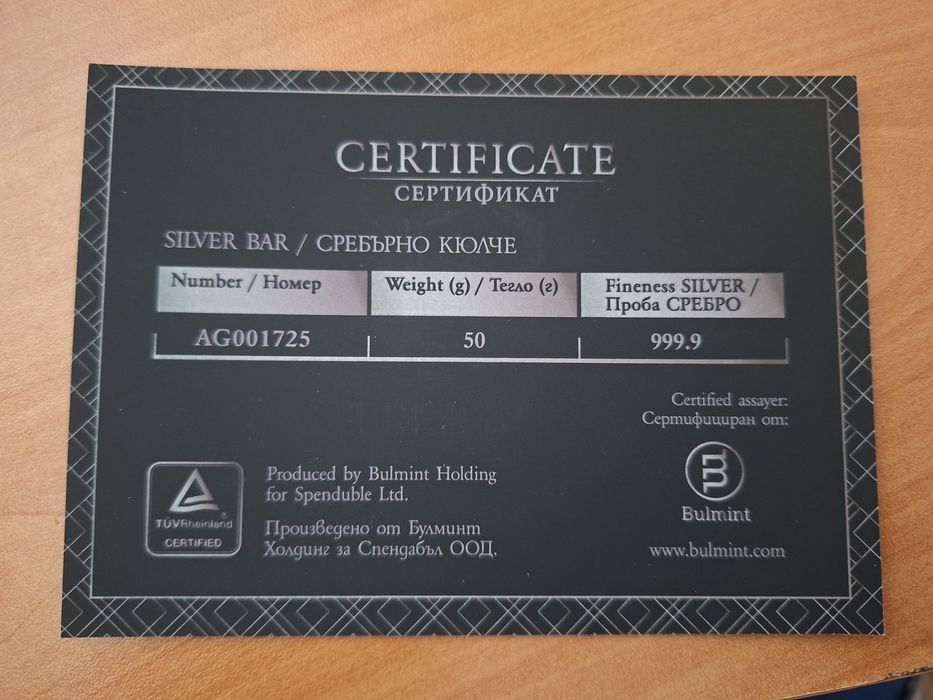 CERTIFICATE
СЕРТИФИКАТ
SILVER BAR / СРЕБЪРНО КЮЛЧЕ
Number / Номер Weight (g) / Тегло (г) Fineness SILVER / Проба СРЕБРО
AG001725 50 999.9
Certified assayer:
Сертифициран от:
Bulmint
www.bulmint.com
TÜVRheinland
CERTIFIED
Produced by Bulmint Holding
for Spenduble Ltd.
Произведено от Булминт
Холдинг за Спендабъл ООД.